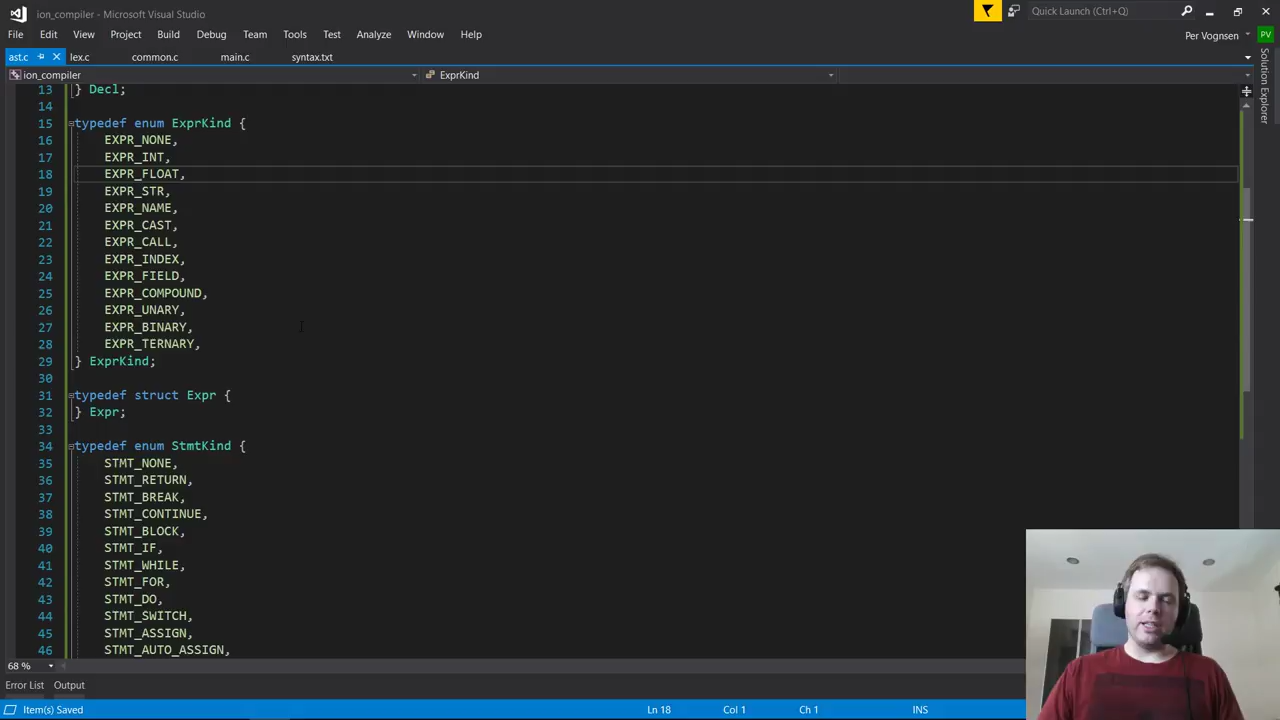 ion_compiler - Microsoft Visual Studio
Quick Launch (Ctrl+Q)
File Edit View Project Build Debug Team Tools Test Analyze Window Help
Per Vognsen PV
ast.c lex.c common.c main.c syntax.txt
Solution Explorer
ion_compiler ExprKind
13 } Decl;
14
15 typedef enum ExprKind {
16 EXPR_NONE,
17 EXPR_INT,
18 EXPR_FLOAT,
19 EXPR_STR,
20 EXPR_NAME,
21 EXPR_CAST,
22 EXPR_CALL,
23 EXPR_INDEX,
24 EXPR_FIELD,
25 EXPR_COMPOUND,
26 EXPR_UNARY,
27 EXPR_BINARY,
28 EXPR_TERNARY,
29 } ExprKind;
30
31 typedef struct Expr {
32 } Expr;
33
34 typedef enum StmtKind {
35 STMT_NONE,
36 STMT_RETURN,
37 STMT_BREAK,
38 STMT_CONTINUE,
39 STMT_BLOCK,
40 STMT_IF,
41 STMT_WHILE,
42 STMT_FOR,
43 STMT_DO,
44 STMT_SWITCH,
45 STMT_ASSIGN,
46 STMT_AUTO_ASSIGN,
68 %
Error List Output
Item(s) Saved Ln 18 Col 1 Ch 1 INS